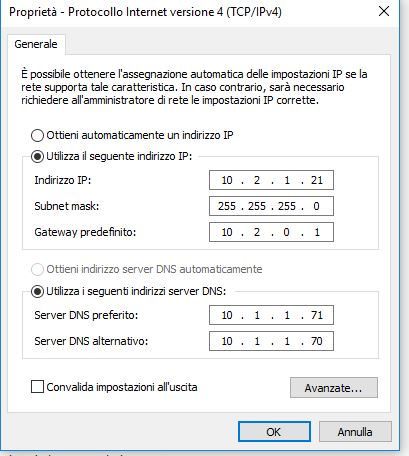 Proprietà - Protocollo Internet versione 4 (TCP/IPv4)
Generale
È possibile ottenere l'assegnazione automatica delle impostazioni IP se la
rete supporta tale caratteristica. In caso contrario, sarà necessario
richiedere all'amministratore di rete le impostazioni IP corrette.
Ottieni automaticamente un indirizzo IP
Utilizza il seguente indirizzo IP:
Indirizzo IP: 10 . 2 . 1 . 21
Subnet mask: 255 . 255 . 255 . 0
Gateway predefinito: 10 . 2 . 0 . 1
Ottieni indirizzo server DNS automaticamente
Utilizza i seguenti indirizzi server DNS:
Server DNS preferito: 10 . 1 . 1 . 71
Server DNS alternativo: 10 . 1 . 1 . 70
Convalida impostazioni all'uscita
Avanzate...
OK Annulla